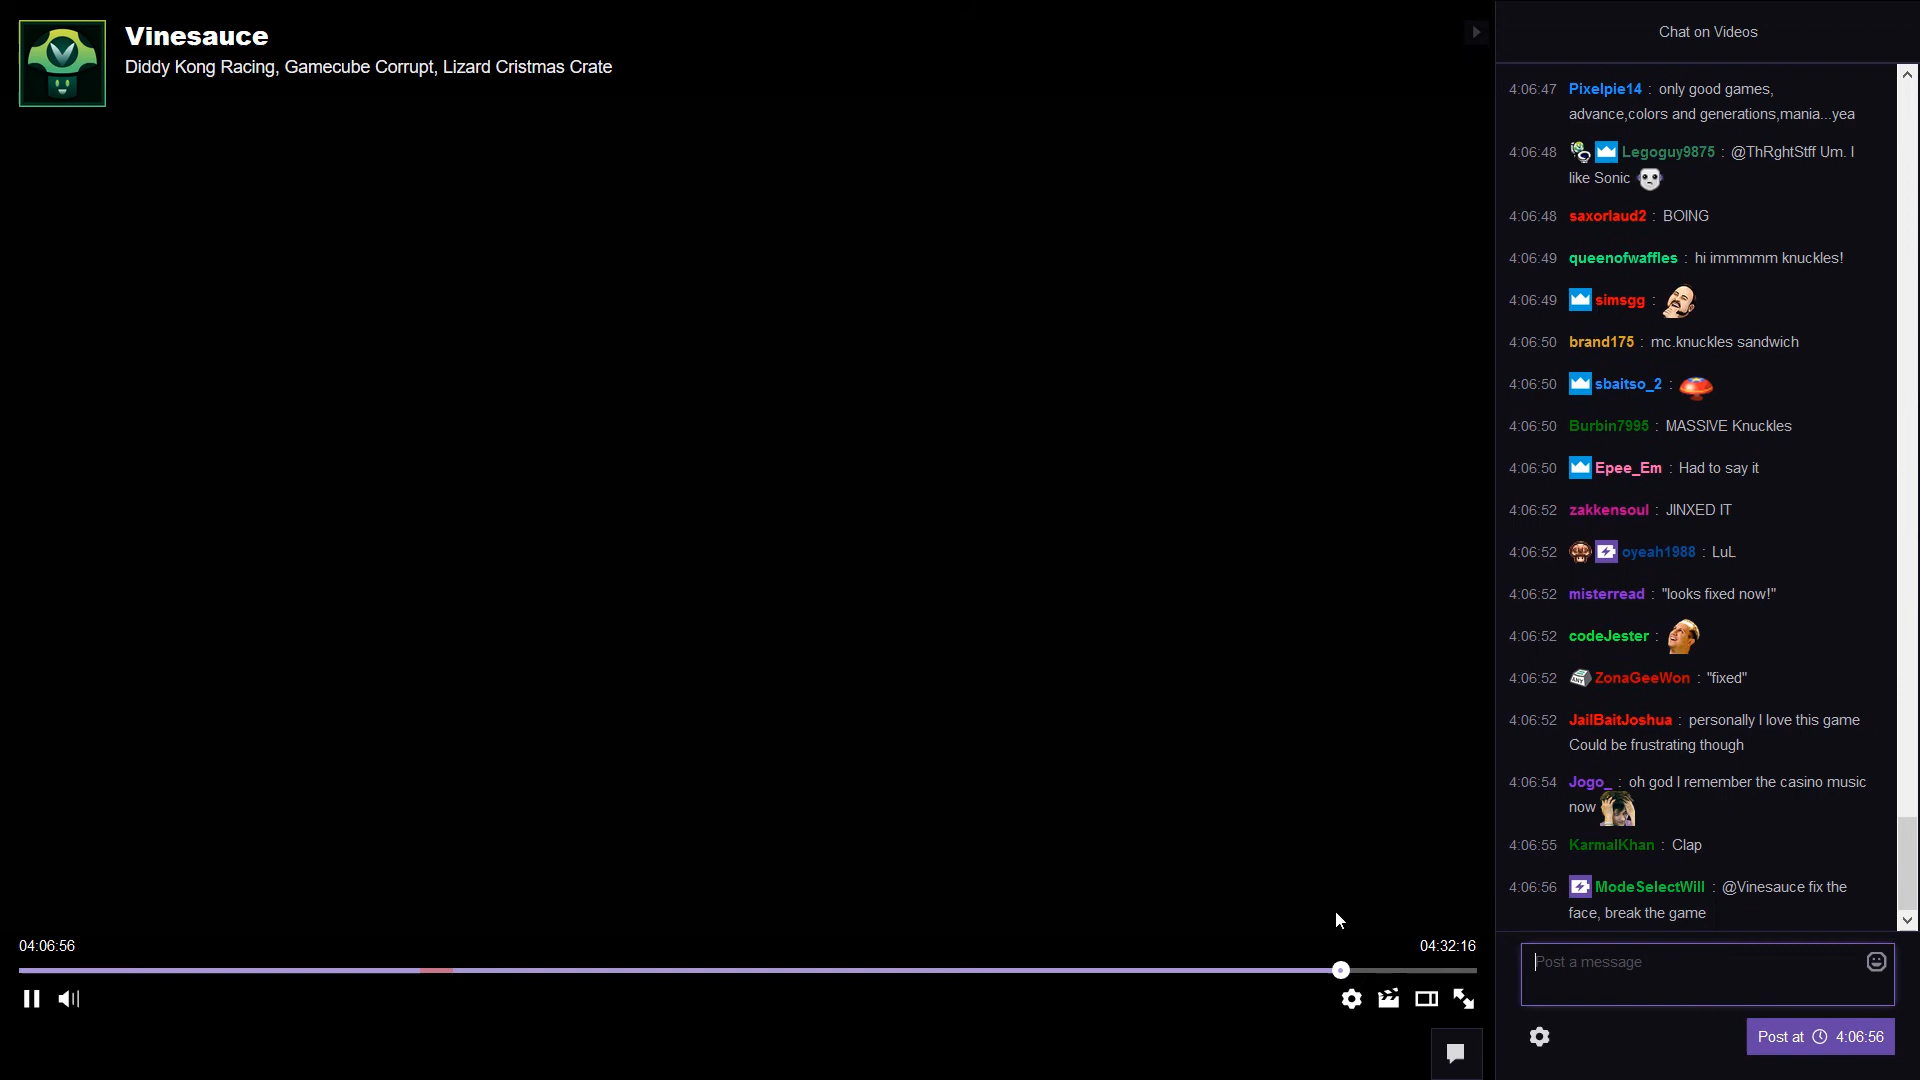 Vinesauce
Diddy Kong Racing, Gamecube Corrupt, Lizard Cristmas Crate
04:06:56
04:32:16
Chat on Videos
4:06:47 Pixelpie14 : only good games,
advance,colors and generations,mania...yea
4:06:48 Legoguy9875 : @ThRghtStff Um. I
like Sonic
4:06:48 saxorlaud2 : BOING
4:06:49 queenofwaffles : hi immmmm knuckles!
4:06:49 simsgg :
4:06:50 brand175 : mc.knuckles sandwich
4:06:50 sbaitso_2 :
4:06:50 Burbin7995 : MASSIVE Knuckles
4:06:50 Epee_Em : Had to say it
4:06:52 zakkensoul : JINXED IT
4:06:52 oyeah1988 : LuL
4:06:52 misterread : "looks fixed now!"
4:06:52 codeJester :
4:06:52 ANY ZonaGeeWon : "fixed"
4:06:52 JailBaitJoshua : personally I love this game
Could be frustrating though
4:06:54 Jogo_ : oh god I remember the casino music
now
4:06:55 KarmalKhan : Clap
4:06:56 ModeSelectWill : @Vinesauce fix the
face, break the game
Post a message
Post at 4:06:56